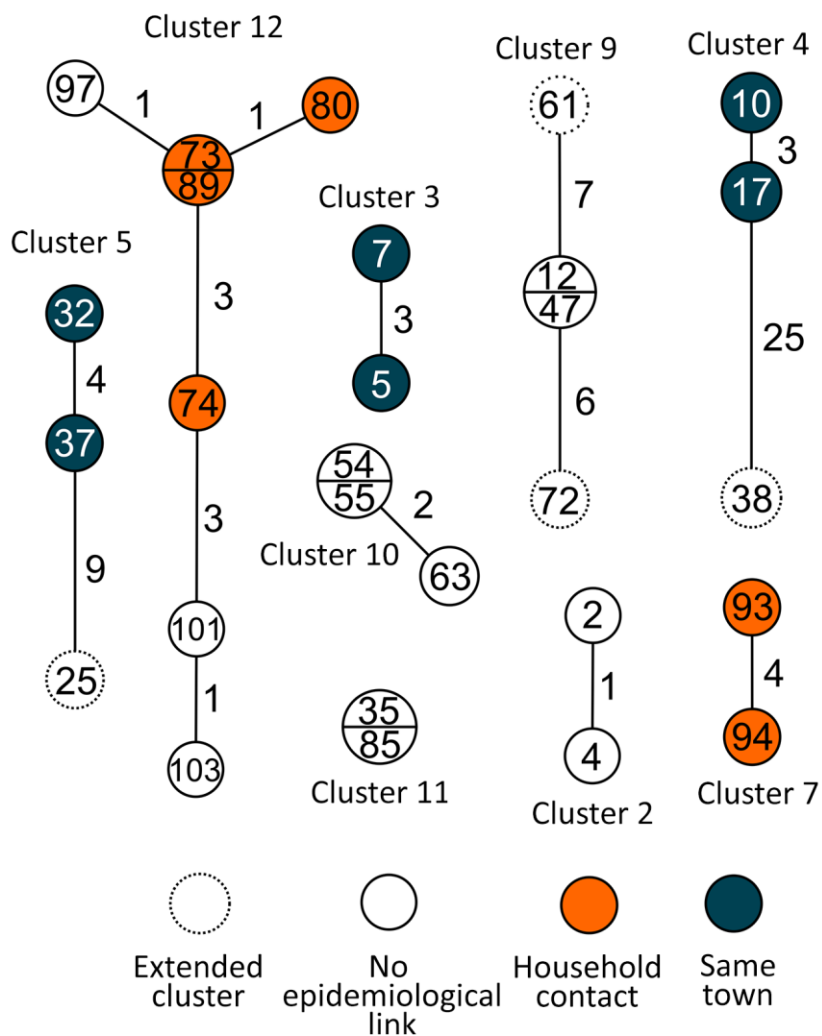 Cluster 12
97
1
1
80
73
89
3
74
3
101
1
103
Cluster 5
32
4
37
9
25
Cluster 3
7
3
5
54
55
2
63
Cluster 10
35
85
Cluster 11
Cluster 9
61
7
12
47
6
72
Cluster 4
10
3
17
25
38
2
1
4
Cluster 2
93
4
94
Cluster 7
Extended
cluster
No
epidemiological
link
Household
contact
Same
town